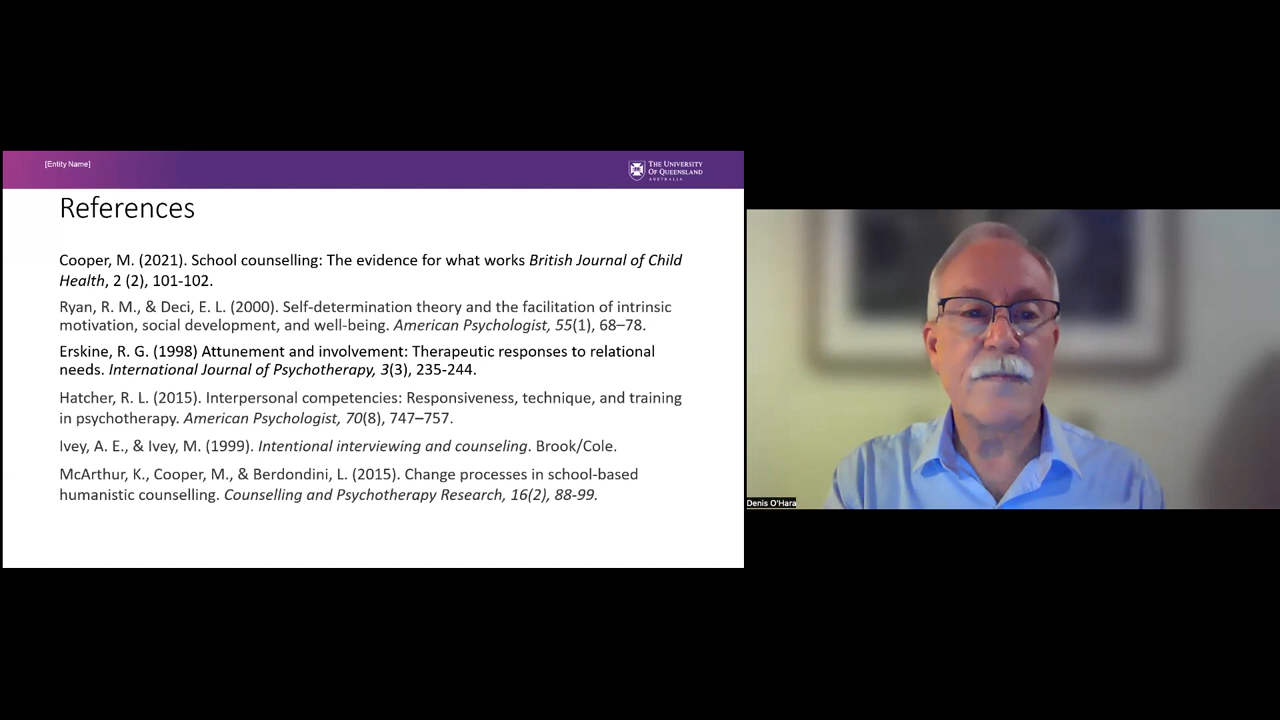 [Entity Name]
THE UNIVERSITY
OF QUEENSLAND
AUSTRALIA
References
Cooper, M. (2021). School counselling: The evidence for what works British Journal of Child
Health, 2 (2), 101-102.
Ryan, R. M., & Deci, E. L. (2000). Self-determination theory and the facilitation of intrinsic
motivation, social development, and well-being. American Psychologist, 55(1), 68–78.
Erskine, R. G. (1998) Attunement and involvement: Therapeutic responses to relational
needs. International Journal of Psychotherapy, 3(3), 235-244.
Hatcher, R. L. (2015). Interpersonal competencies: Responsiveness, technique, and training
in psychotherapy. American Psychologist, 70(8), 747–757.
Ivey, A. E., & Ivey, M. (1999). Intentional interviewing and counseling. Brook/Cole.
McArthur, K., Cooper, M., & Berdondini, L. (2015). Change processes in school-based
humanistic counselling. Counselling and Psychotherapy Research, 16(2), 88-99.
Denis O'Hara